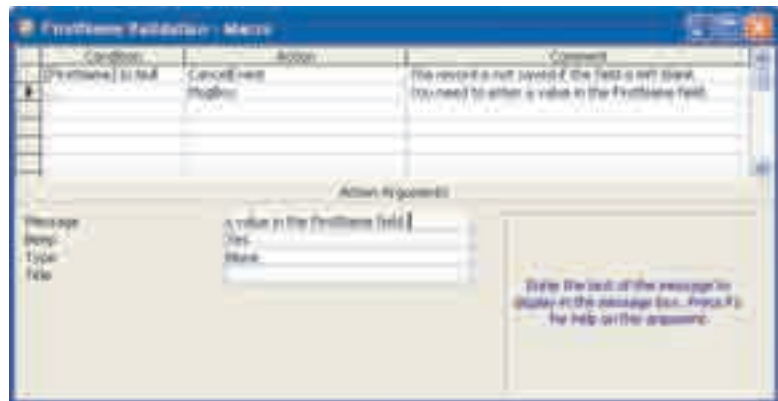 FirstName Validation : Macro
Condition Action Comment
[FirstName] Is Null CancelEvent The record is not saved if the field is left blank.
... MsgBox You need to enter a value in the FirstName field.
Action Arguments
Message a value in the FirstName field.
Beep Yes
Type None
Title
Enter the text of the message to
display in the message box. Press F1
for help on this argument.